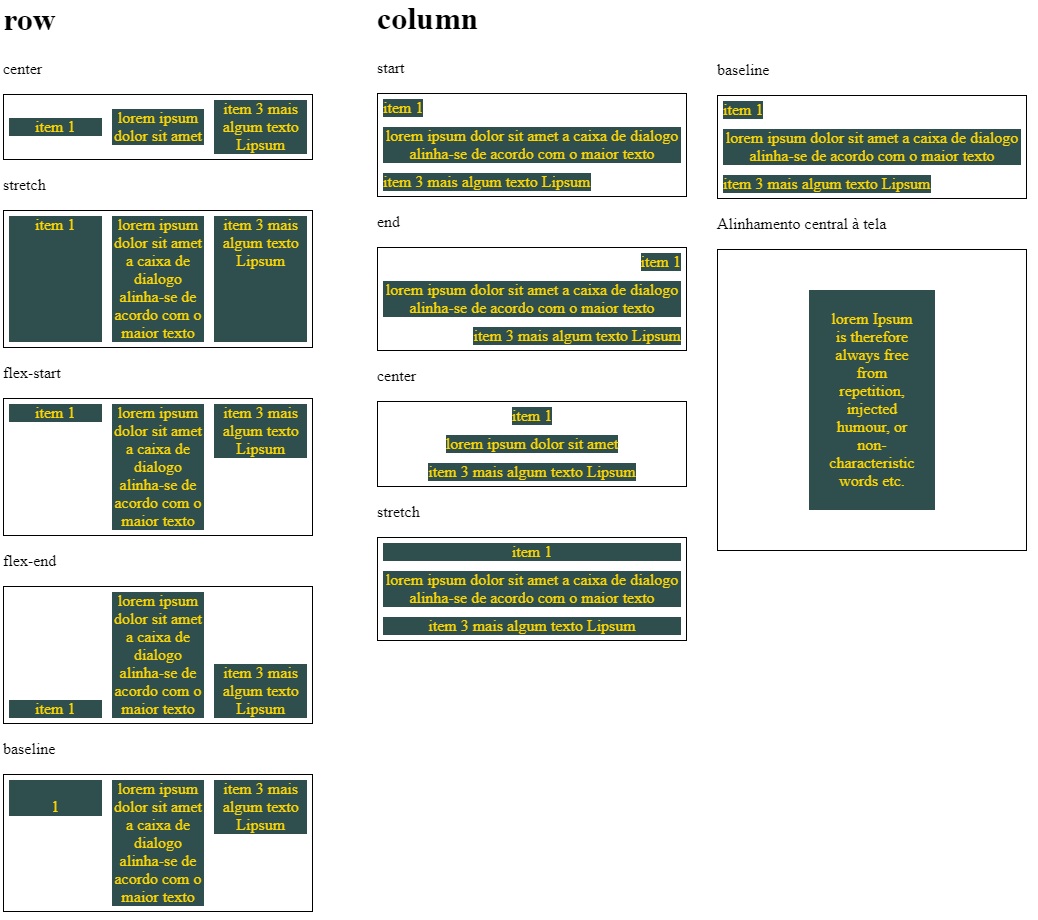 row
center
item 1
lorem ipsum
dolor sit amet
item 3 mais
algum texto
Lipsum
stretch
item 1
lorem ipsum
dolor sit amet
a caixa de
dialogo
alinha-se de
acordo com o
maior texto
item 3 mais
algum texto
Lipsum
flex-start
item 1
lorem ipsum
dolor sit amet
a caixa de
dialogo
alinha-se de
acordo com o
maior texto
item 3 mais
algum texto
Lipsum
flex-end
item 1
lorem ipsum
dolor sit amet
a caixa de
dialogo
alinha-se de
acordo com o
maior texto
item 3 mais
algum texto
Lipsum
baseline
1
lorem ipsum
dolor sit amet
a caixa de
dialogo
alinha-se de
acordo com o
maior texto
item 3 mais
algum texto
Lipsum
column
start
item 1
lorem ipsum dolor sit amet a caixa de dialogo
alinha-se de acordo com o maior texto
item 3 mais algum texto Lipsum
end
item 1
lorem ipsum dolor sit amet a caixa de dialogo
alinha-se de acordo com o maior texto
item 3 mais algum texto Lipsum
center
item 1
lorem ipsum dolor sit amet
item 3 mais algum texto Lipsum
stretch
item 1
lorem ipsum dolor sit amet a caixa de dialogo
alinha-se de acordo com o maior texto
item 3 mais algum texto Lipsum
baseline
item 1
lorem ipsum dolor sit amet a caixa de dialogo
alinha-se de acordo com o maior texto
item 3 mais algum texto Lipsum
Alinhamento central à tela
lorem Ipsum
is therefore
always free
from
repetition,
injected
humour, or
non-
characteristic
words etc.